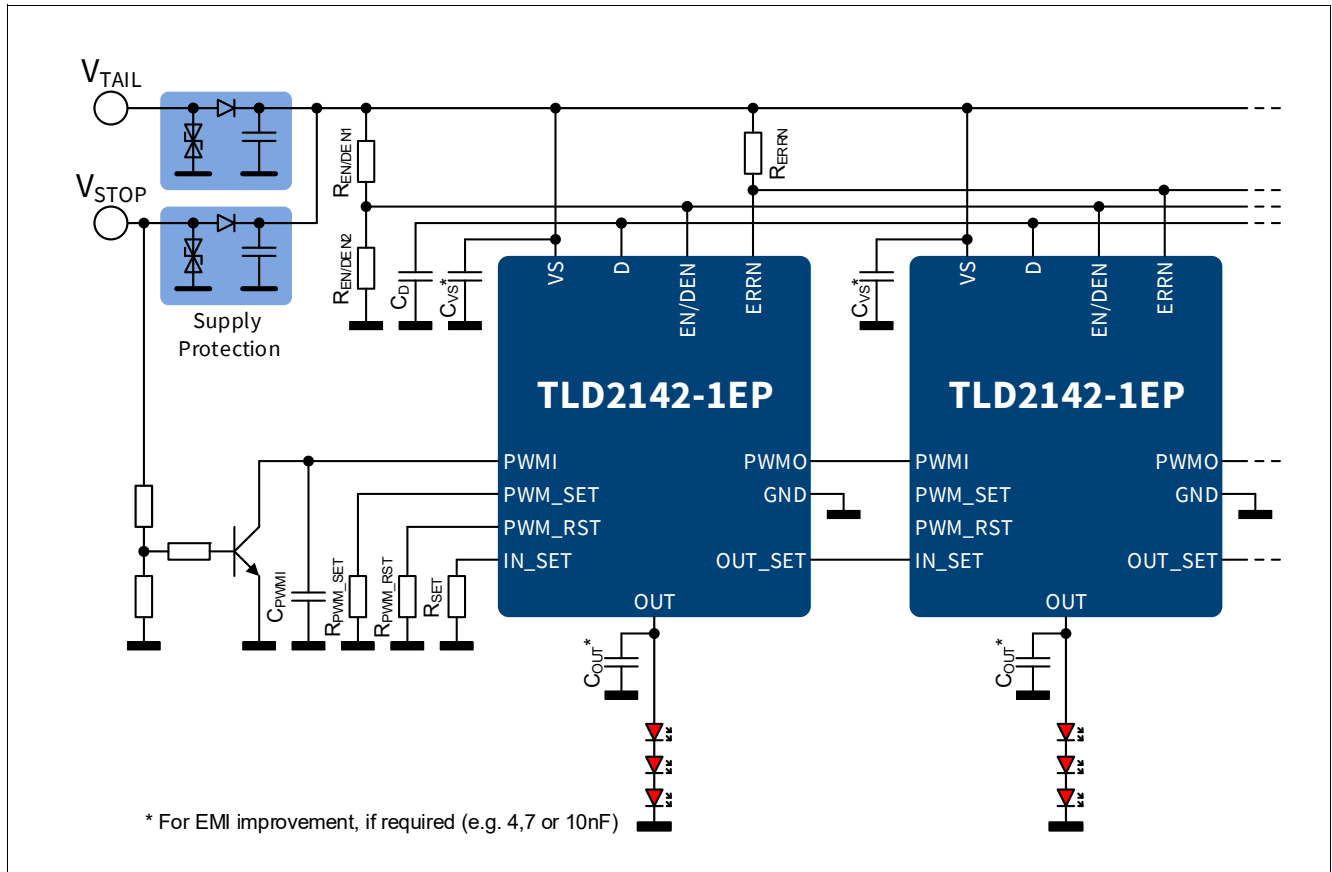 VTAIL
VSTOP
Supply
Protection
REN/DEN1
REN/DEN2
CD
CVS*
RERRN
CVS*
VS
D
EN/DEN
ERRN
VS
D
EN/DEN
ERRN
TLD2142-1EP
TLD2142-1EP
PWMI
PWMO
PWMI
PWMO
PWM_SET
GND
PWM_SET
GND
PWM_RST
PWM_RST
IN_SET
OUT_SET
IN_SET
OUT_SET
OUT
OUT
CPWMI
RPWM_SET
RPWM_RST
RSET
COUT*
COUT*
* For EMI improvement, if required (e.g. 4,7 or 10nF)